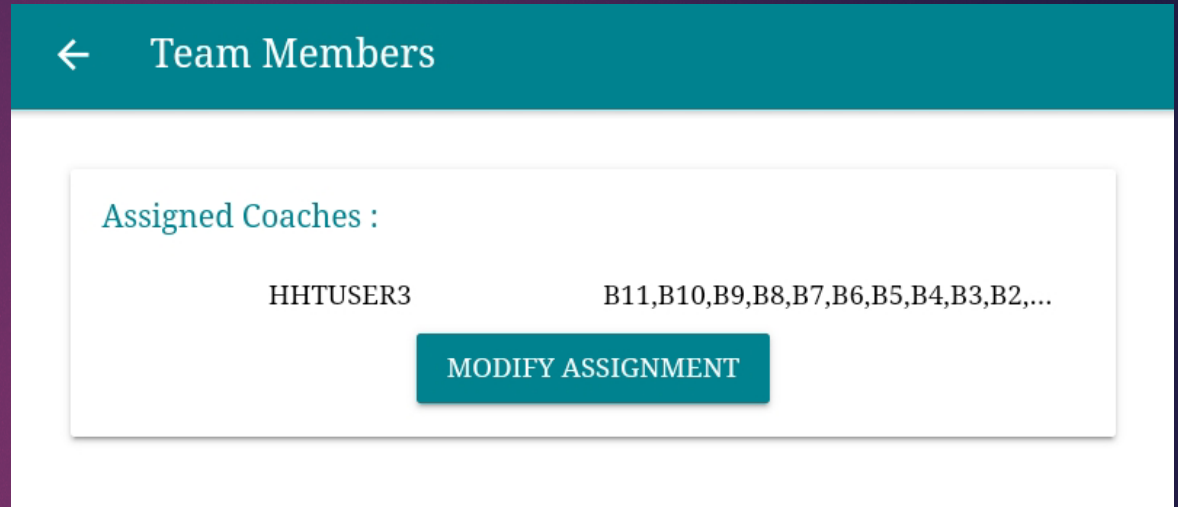 Team Members
Assigned Coaches :
HHTUSER3 B11,B10,B9,B8,B7,B6,B5,B4,B3,B2,...
MODIFY ASSIGNMENT